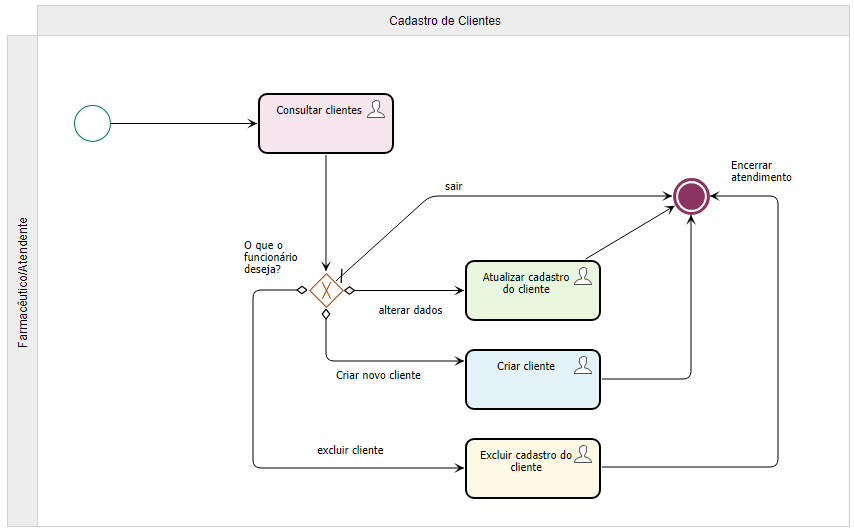 Cadastro de Clientes
Farmacêutico/Atendente
Consultar clientes
Encerrar
atendimento
sair
O que o
funcionário
deseja?
X
Atualizar cadastro
do cliente
alterar dados
Criar cliente
Criar novo cliente
excluir cliente
Excluir cadastro do
cliente